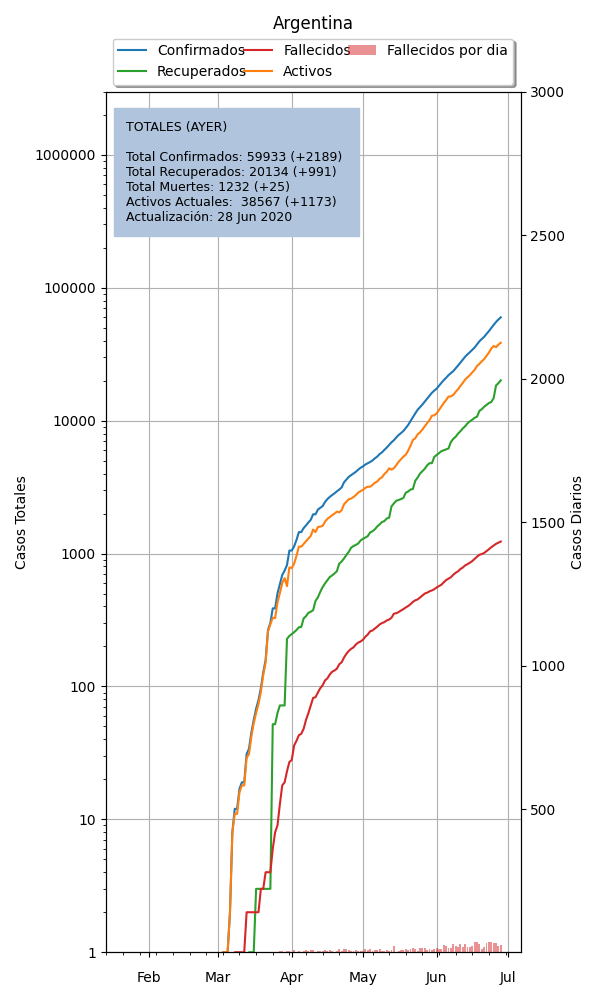 Argentina
Confirmados Fallecidos Fallecidos por dia
Recuperados Activos
TOTALES (AYER)
Total Confirmados: 59933 (+2189)
Total Recuperados: 20134 (+991)
Total Muertes: 1232 (+25)
Activos Actuales:  38567 (+1173)
Actualización: 28 Jun 2020
Casos Totales
1000000
100000
10000
1000
100
10
1
Feb Mar Apr May Jun Jul
3000
2500
2000
1500
1000
500
Casos Diarios